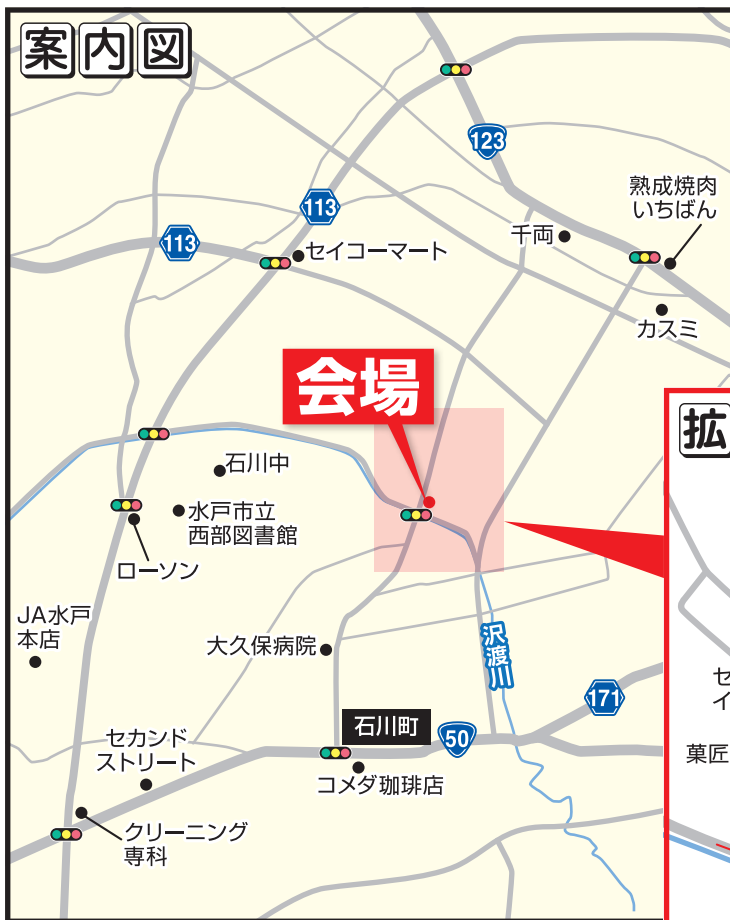 案内図
123
熟成焼肉
いちばん
113
千両
113
セイコーマート
カスミ
会場
拡
石川中
水戸市立
西部図書館
ローソン
JA水戸
本店
大久保病院
沢渡川
171
セ
イ
石川町
50
セカンド
ストリート
菓匠
コメダ珈琲店
クリーニング
専科